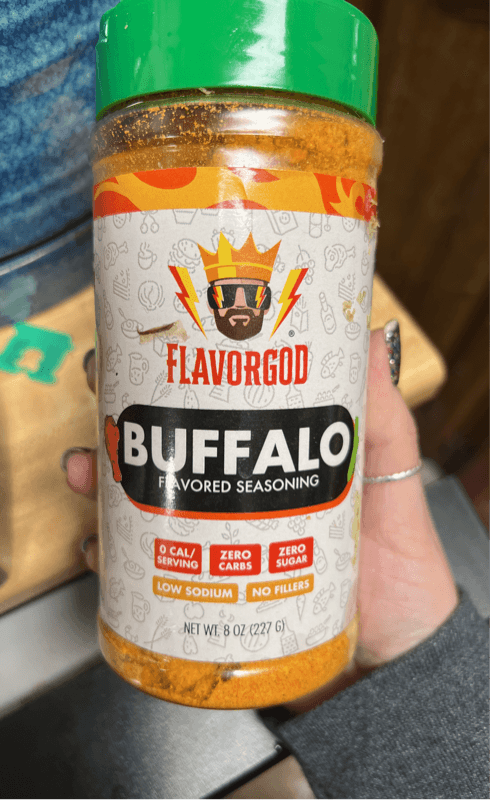 FLAVORGOD
®
BUFFALO
FLAVORED SEASONING
0 CAL/
SERVING
ZERO
CARBS
ZERO
SUGAR
LOW SODIUM
NO FILLERS
NET WT. 8 OZ (227 G)